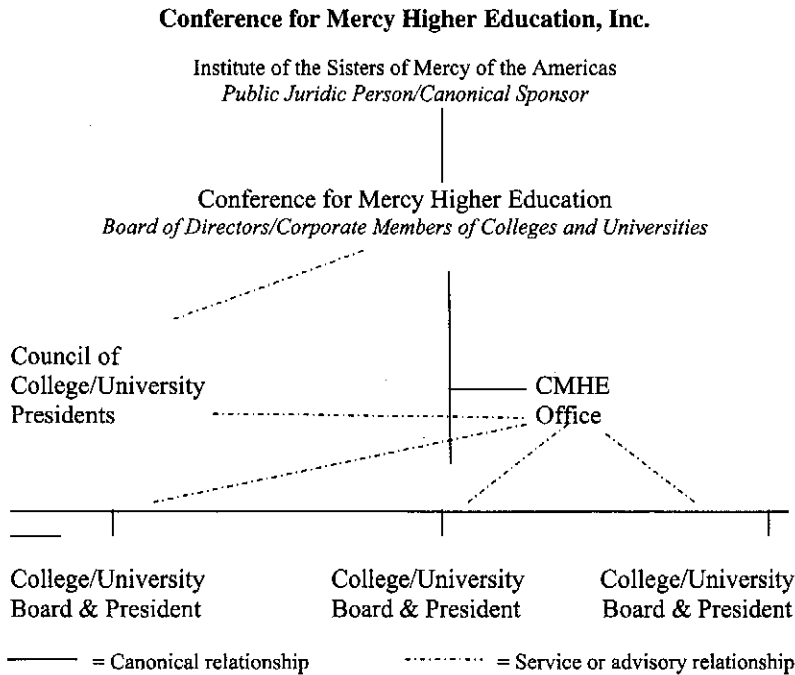 Conference for Mercy Higher Education, Inc.
Institute of the Sisters of Mercy of the Americas
Public Juridic Person/Canonical Sponsor
Conference for Mercy Higher Education
Board of Directors/Corporate Members of Colleges and Universities
Council of
College/University
Presidents
CMHE
Office
College/University
Board & President
College/University
Board & President
College/University
Board & President
= Canonical relationship
= Service or advisory relationship